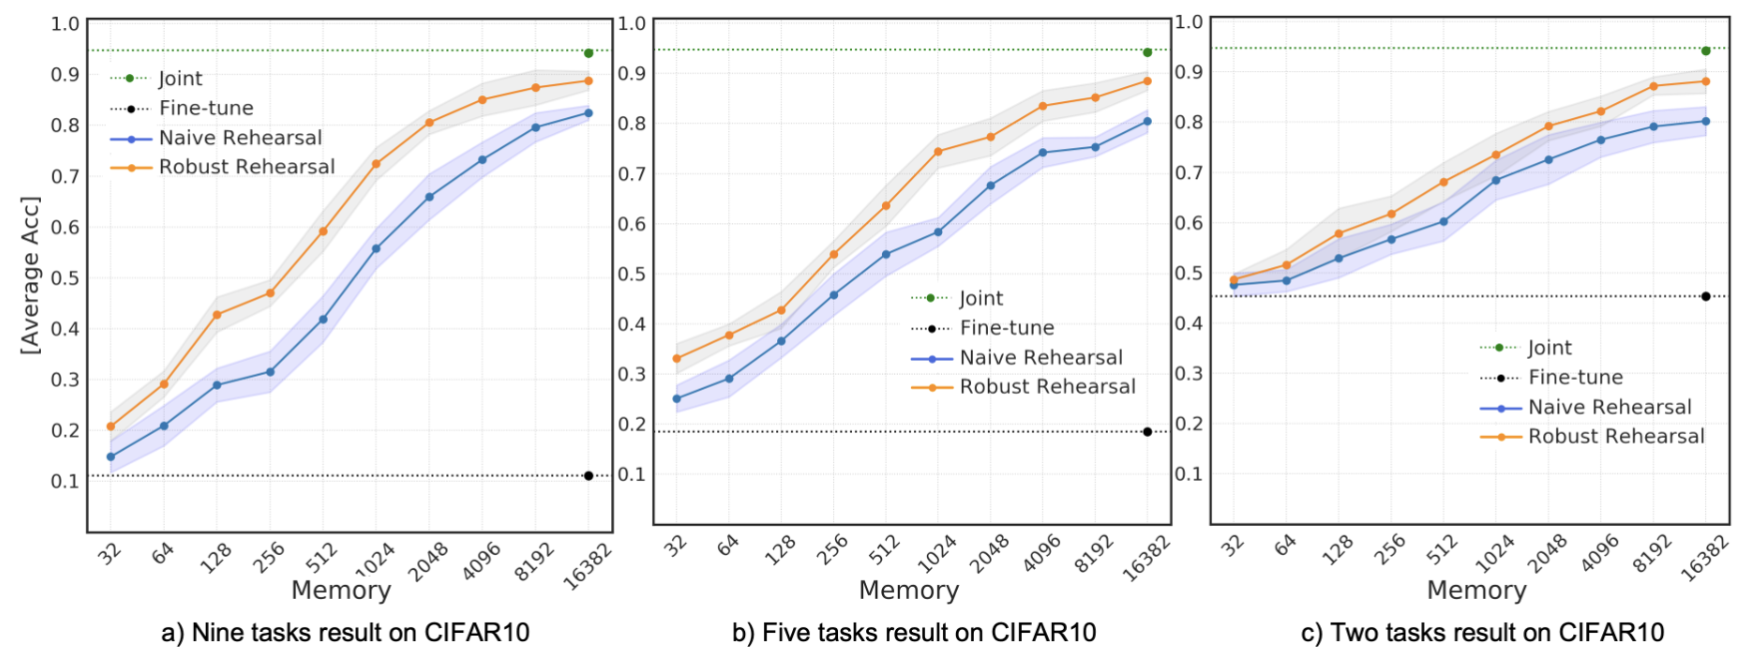 [Average Acc]
1.0
0.9
0.8
0.7
0.6
0.5
0.4
0.3
0.2
0.1
Joint
Fine-tune
Naive Rehearsal
Robust Rehearsal
32 64 128 256 512 1024 2048 4096 8192 16382
Memory
a) Nine tasks result on CIFAR10
1.0
0.9
0.8
0.7
0.6
0.5
0.4
0.3
0.2
0.1
Joint
Fine-tune
Naive Rehearsal
Robust Rehearsal
32 64 128 256 512 1024 2048 4096 8192 16382
Memory
b) Five tasks result on CIFAR10
1.0
0.9
0.8
0.7
0.6
0.5
0.4
0.3
0.2
0.1
Joint
Fine-tune
Naive Rehearsal
Robust Rehearsal
32 64 128 256 512 1024 2048 4096 8192 16382
Memory
c) Two tasks result on CIFAR10